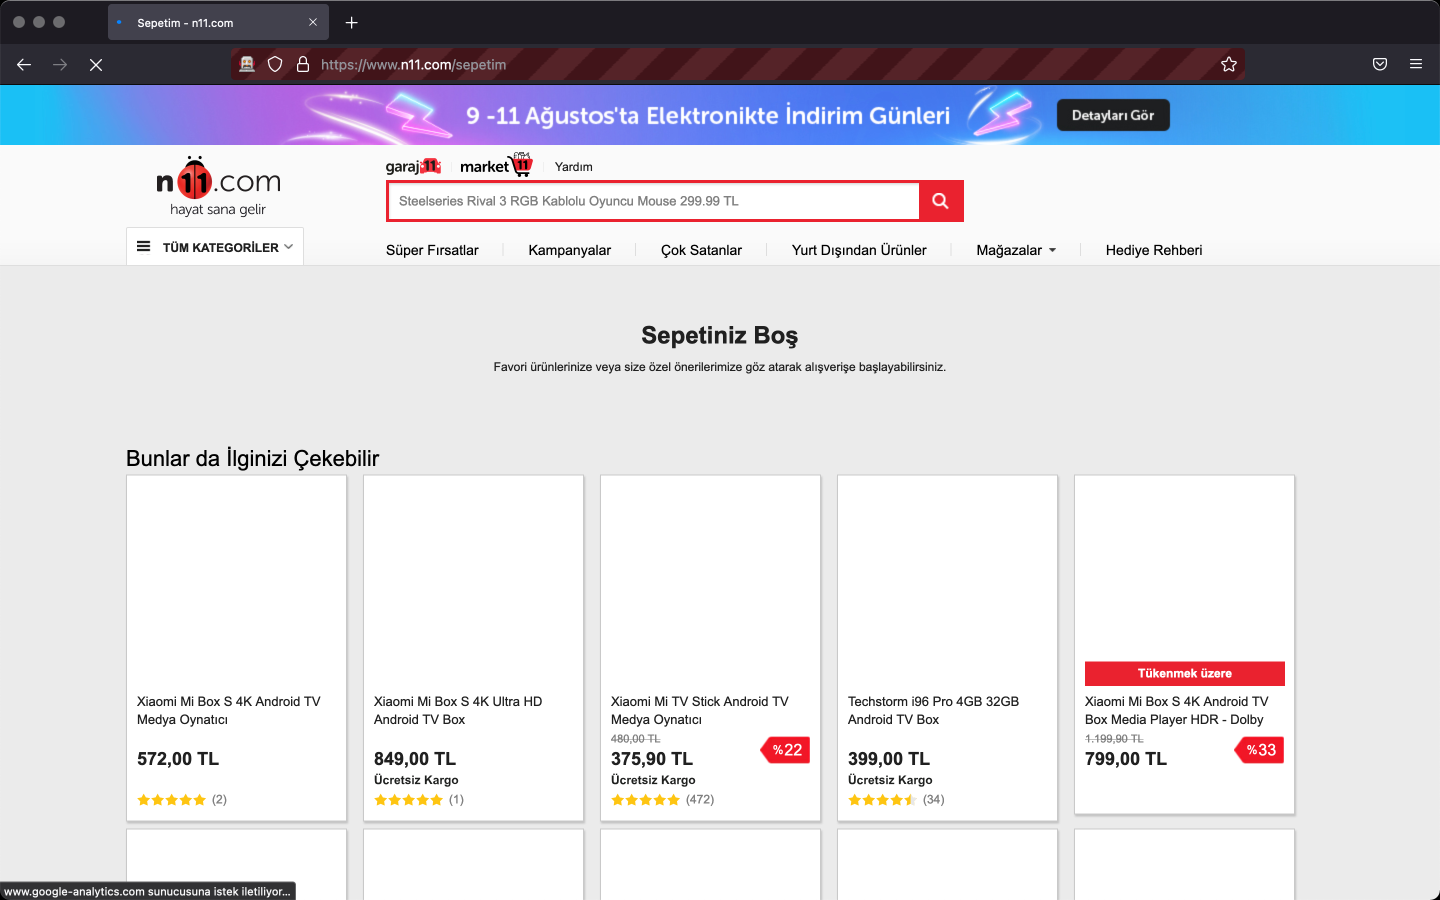 Sepetim - n11.com
https://www.n11.com/sepetim
9 -11 Ağustos'ta Elektronikte İndirim Günleri
Detayları Gör
n11.com
hayat sana gelir
garaj11
market11
Yardım
Steelseries Rival 3 RGB Kablolu Oyuncu Mouse 299.99 TL
TÜM KATEGORİLER
Süper Fırsatlar
Kampanyalar
Çok Satanlar
Yurt Dışından Ürünler
Mağazalar
Hediye Rehberi
Sepetiniz Boş
Favori ürünlerinize veya size özel önerilerimize göz atarak alışverişe başlayabilirsiniz.
Bunlar da İlginizi Çekebilir
Xiaomi Mi Box S 4K Android TV
Medya Oynatıcı
572,00 TL
(2)
Xiaomi Mi Box S 4K Ultra HD
Android TV Box
849,00 TL
Ücretsiz Kargo
(1)
Xiaomi Mi TV Stick Android TV
Medya Oynatıcı
480,00 TL
375,90 TL
%22
Ücretsiz Kargo
(472)
Techstorm i96 Pro 4GB 32GB
Android TV Box
399,00 TL
Ücretsiz Kargo
(34)
Tükenmek üzere
Xiaomi Mi Box S 4K Android TV
Box Media Player HDR - Dolby
1.199,90 TL
799,00 TL
%33
www.google-analytics.com sunucusuna istek iletiliyor...